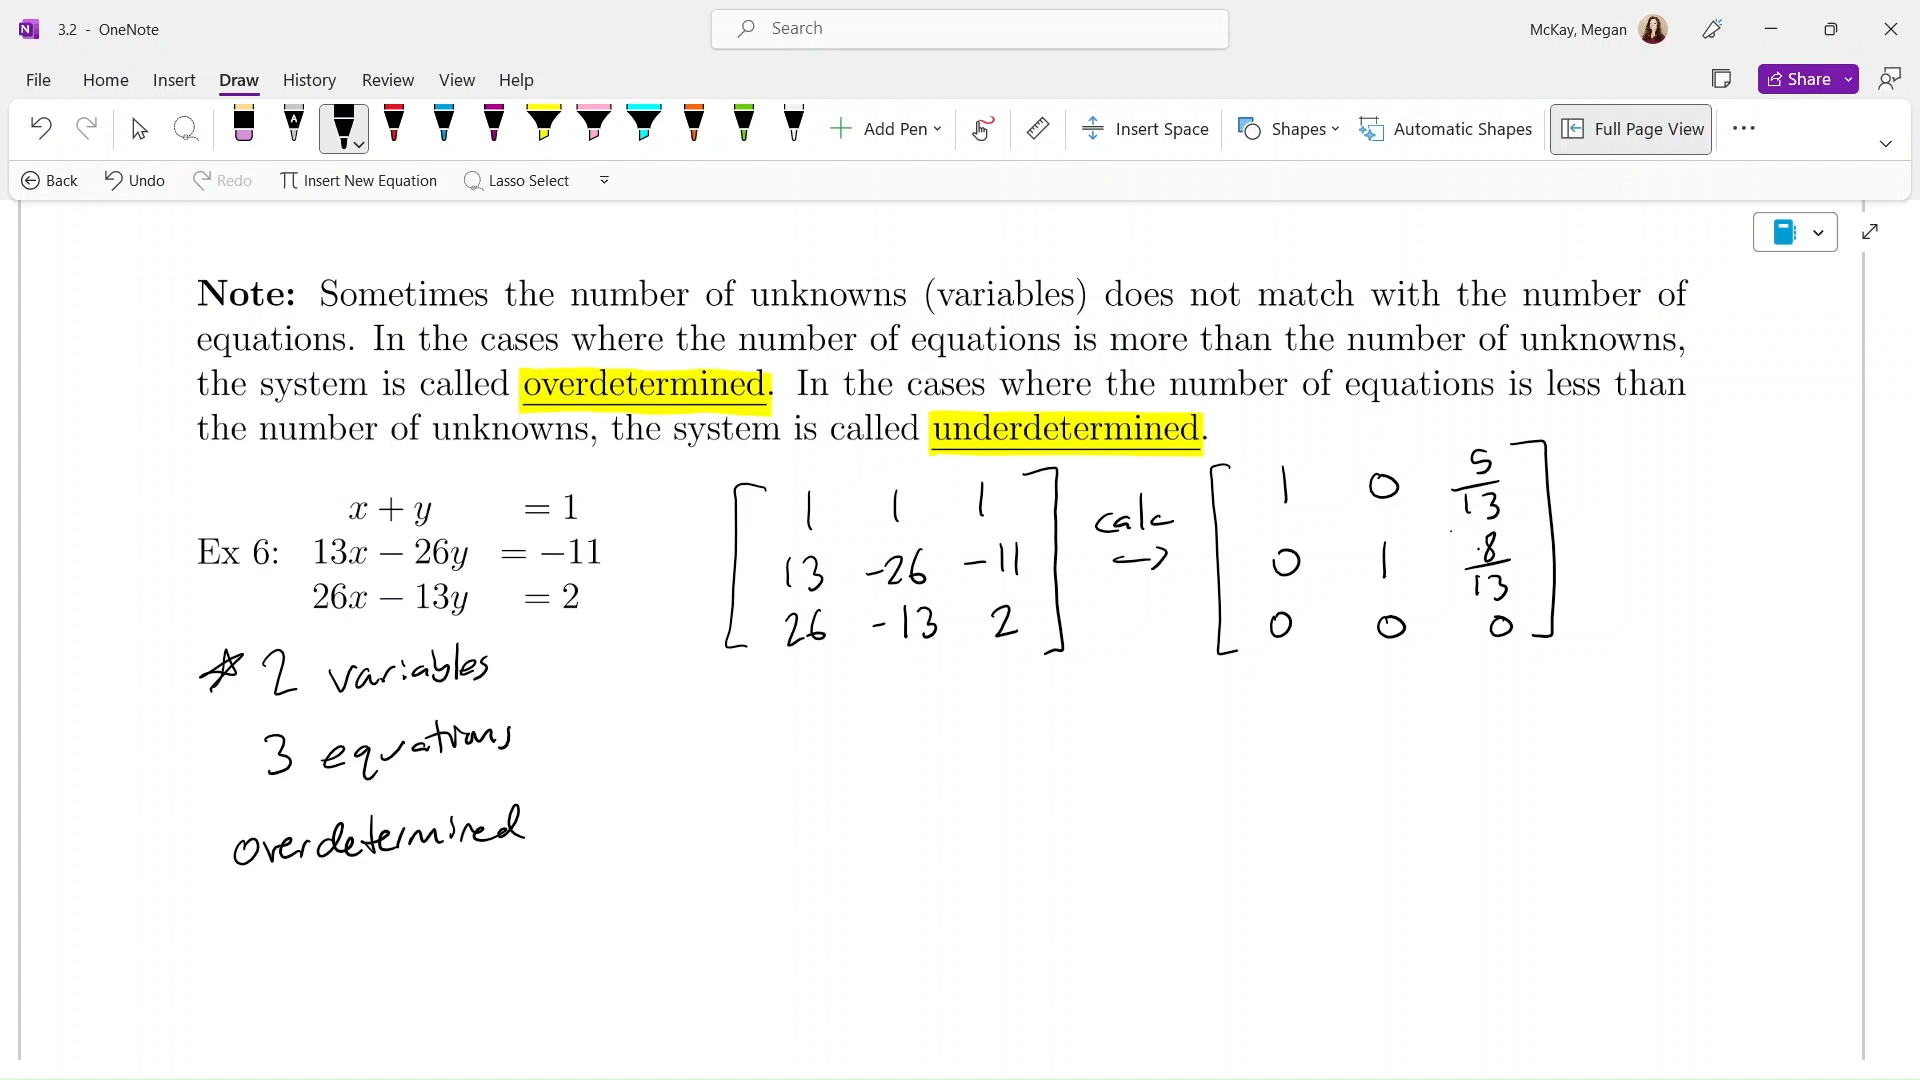 3.2 - OneNote
Search
McKay, Megan
File Home Insert Draw History Review View Help
Share
Add Pen
Insert Space
Shapes
Automatic Shapes
Full Page View
Back Undo Redo Insert New Equation Lasso Select
Note: Sometimes the number of unknowns (variables) does not match with the number of
equations. In the cases where the number of equations is more than the number of unknowns,
the system is called overdetermined. In the cases where the number of equations is less than
the number of unknowns, the system is called underdetermined.
Ex 6:
x + y = 1
13x − 26y = −11
26x − 13y = 2
1 1 1
13 -26 -11
26 -13 2
calc
↔
1 0 5/13
0 1 8/13
0 0 0
* 2 variables
3 equations
overdetermined